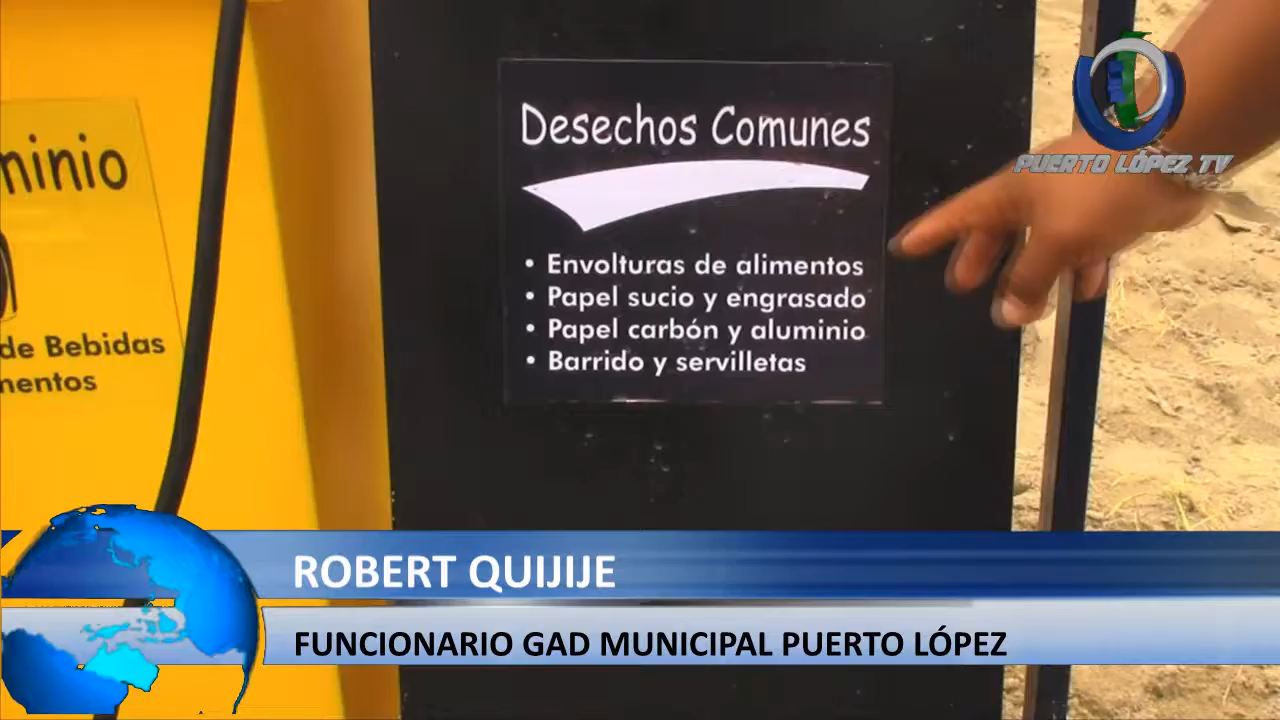 minio
de Bebidas
mentos
Desechos Comunes
• Envolturas de alimentos
• Papel sucio y engrasado
• Papel carbón y aluminio
• Barrido y servilletas
PUERTO LÓPEZ TV
ROBERT QUIJIJE
FUNCIONARIO GAD MUNICIPAL PUERTO LÓPEZ